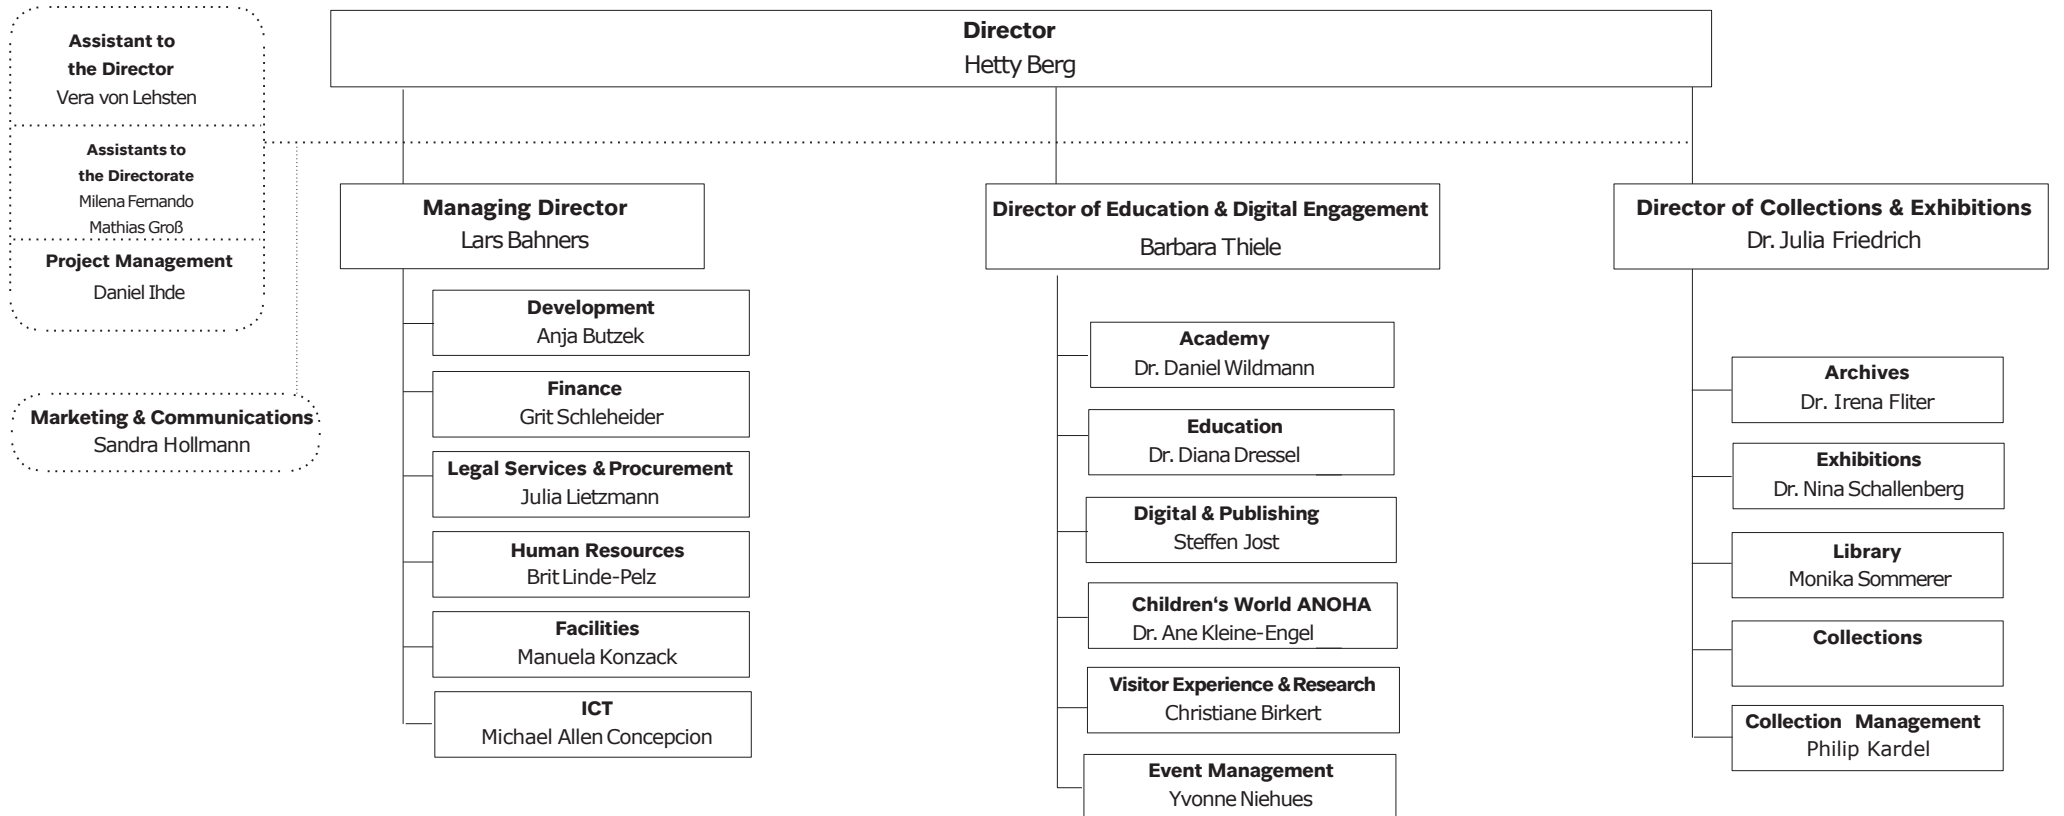 Assistant to
the Director
Vera von Lehsten
Assistants to
the Directorate
Milena Fernando
Mathias Groß
Project Management
Daniel Ihde
Marketing & Communications
Sandra Hollmann
Director
Hetty Berg
Managing Director
Lars Bahners
Development
Anja Butzek
Finance
Grit Schleheider
Legal Services & Procurement
Julia Lietzmann
Human Resources
Brit Linde-Pelz
Facilities
Manuela Konzack
ICT
Michael Allen Concepcion
Director of Education & Digital Engagement
Barbara Thiele
Academy
Dr. Daniel Wildmann
Education
Dr. Diana Dressel
Digital & Publishing
Steffen Jost
Children‘s World ANOHA
Dr. Ane Kleine-Engel
Visitor Experience & Research
Christiane Birkert
Event Management
Yvonne Niehues
Director of Collections & Exhibitions
Dr. Julia Friedrich
Archives
Dr. Irena Fliter
Exhibitions
Dr. Nina Schallenberg
Library
Monika Sommerer
Collections
Collection Management
Philip Kardel